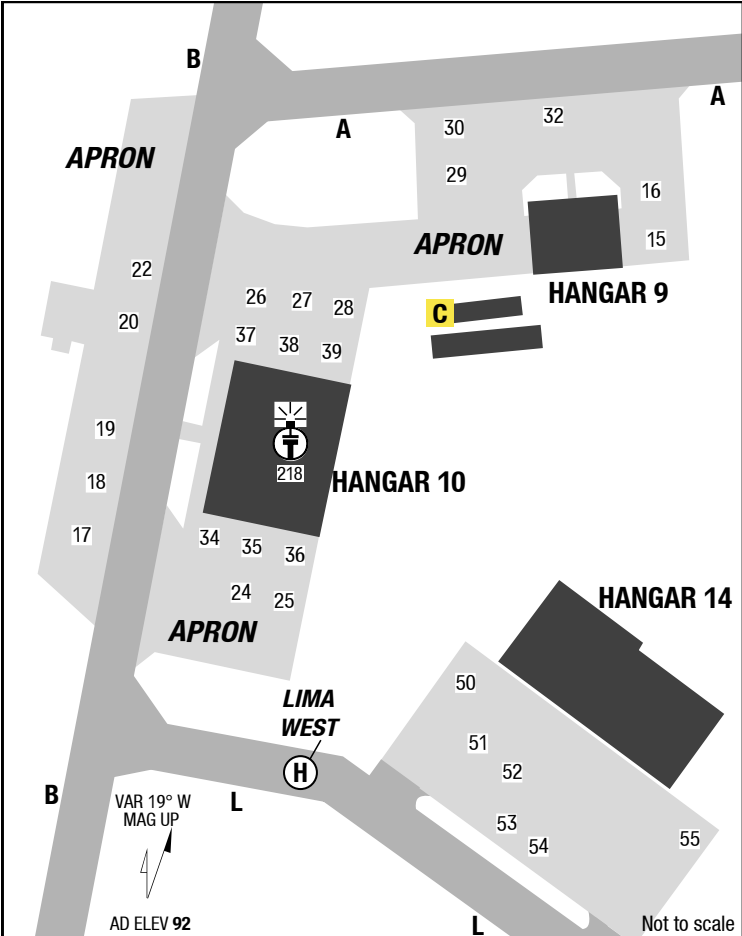 B
A
A
APRON
30
32
29
16
15
APRON
HANGAR 9
22
20
26
27
28
37
38
39
C
19
18
17
218
HANGAR 10
34
35
36
24
25
APRON
HANGAR 14
LIMA
WEST
H
50
51
52
53
54
55
B
L
VAR 19° W
MAG UP
AD ELEV 92
L
Not to scale